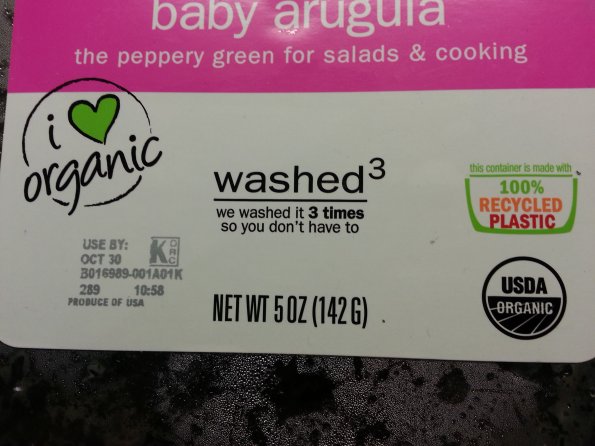 baby arugula
the peppery green for salads & cooking
i
organic
washed³
we washed it 3 times
so you don't have to
this container is made with
100%
RECYCLED
PLASTIC
USE BY:
OCT 30
B016989-001A01K
289 10:58
PRODUCE OF USA
K
ORC
NET WT 5 OZ (142 G)
USDA
ORGANIC